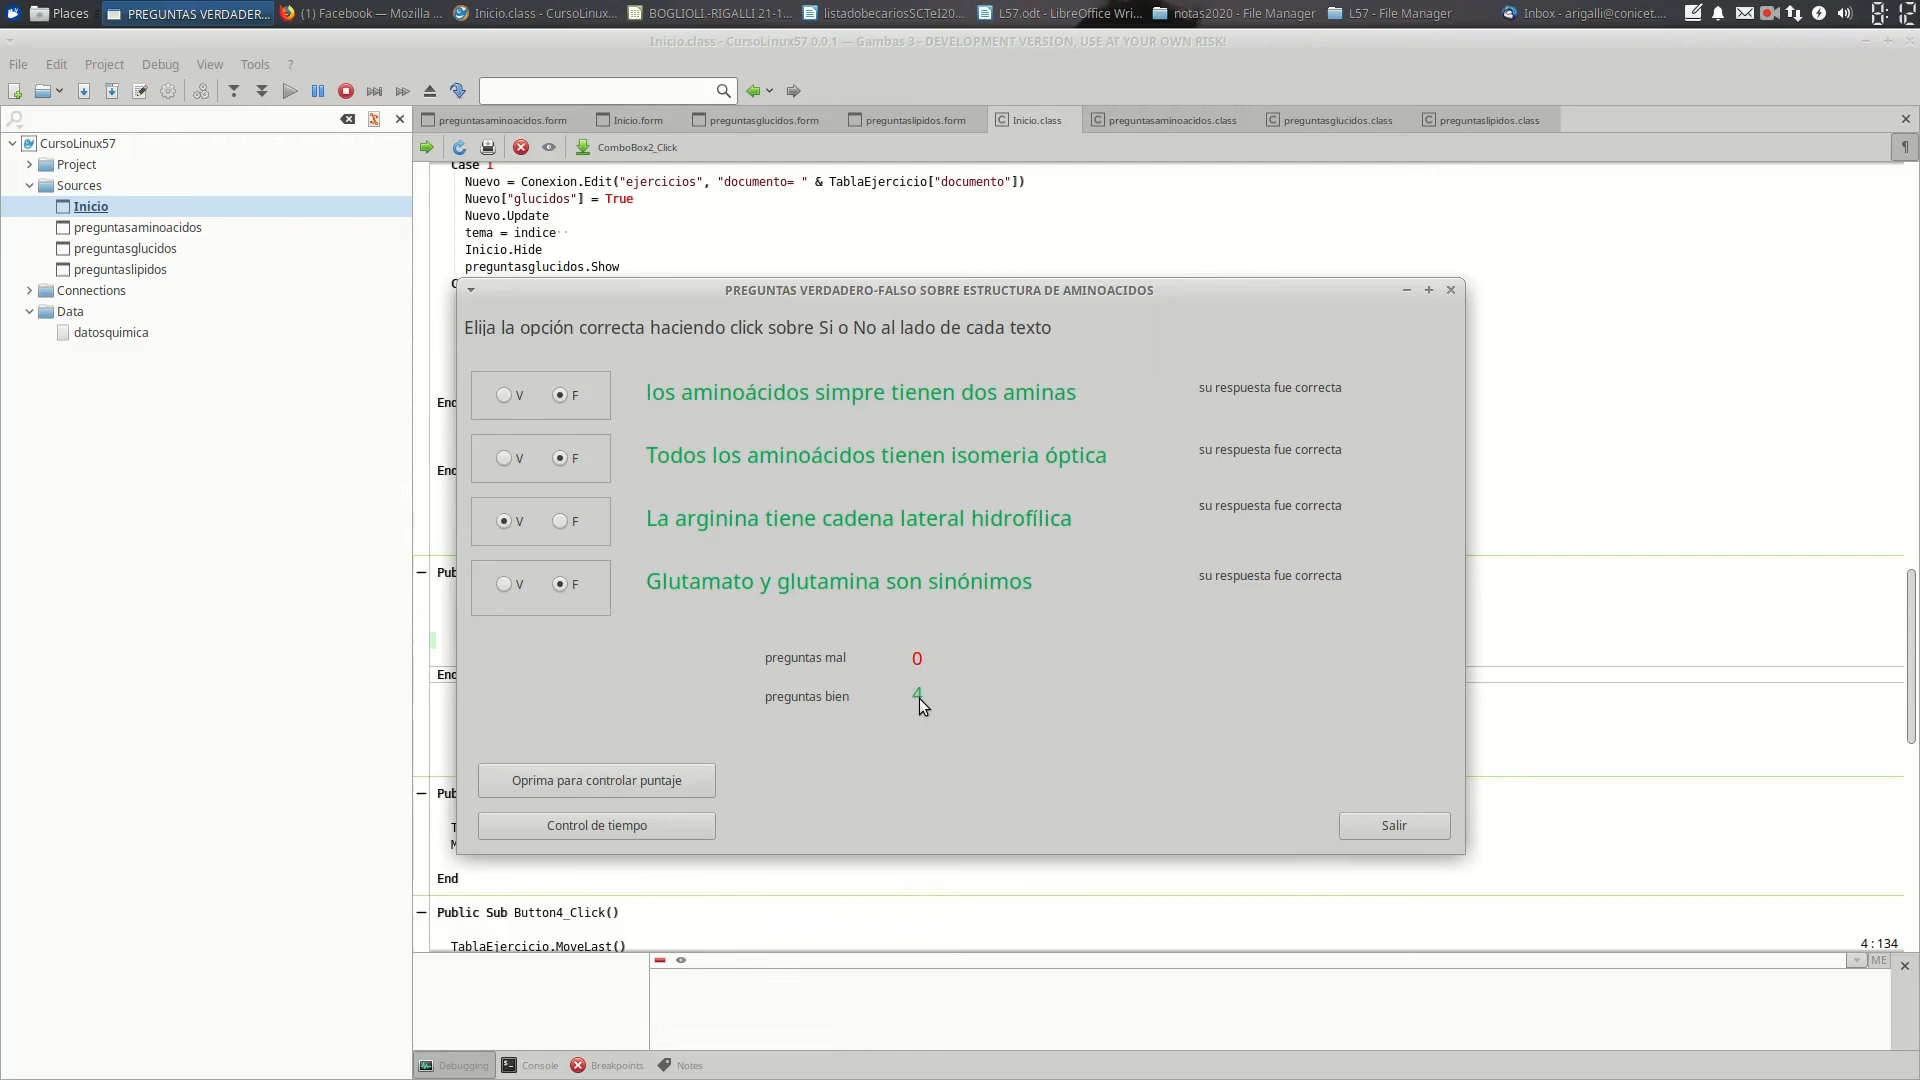 Places
PREGUNTAS VERDADER...
(1) Facebook — Mozilla ...
Inicio.class - CursoLinux...
BOGLIOLI.-RIGALLI 21-1...
listadobecariosSCTeI20...
L57.odt - LibreOffice Wri...
notas2020 - File Manager
L57 - File Manager
Inbox - arigalli@conicet....
Inicio.class - CursoLinux57 0.0.1 — Gambas 3 - DEVELOPMENT VERSION, USE AT YOUR OWN RISK!
File Edit Project Debug View Tools ?
preguntasaminoacidos.form
Inicio.form
preguntasglucidos.form
preguntaslipidos.form
Inicio.class
preguntasaminoacidos.class
preguntasglucidos.class
preguntaslipidos.class
ComboBox2_Click
CursoLinux57
Project
Sources
Inicio
preguntasaminoacidos
preguntasglucidos
preguntaslipidos
Connections
Data
datosquimica
Case 1
Nuevo = Conexion.Edit("ejercicios", "documento= " & TablaEjercicio["documento"])
Nuevo["glucidos"] = True
Nuevo.Update
tema = indice
Inicio.Hide
preguntasglucidos.Show
PREGUNTAS VERDADERO-FALSO SOBRE ESTRUCTURA DE AMINOACIDOS
Elija la opción correcta haciendo click sobre Si o No al lado de cada texto
V F los aminoácidos simpre tienen dos aminas su respuesta fue correcta
V F Todos los aminoácidos tienen isomeria óptica su respuesta fue correcta
V F La arginina tiene cadena lateral hidrofílica su respuesta fue correcta
V F Glutamato y glutamina son sinónimos su respuesta fue correcta
preguntas mal 0
preguntas bien 4
Oprima para controlar puntaje
Control de tiempo
Salir
End
Public Sub Button4_Click()
TablaEjercicio.MoveLast()
4:134
ME
Debugging
Console
Breakpoints
Notes